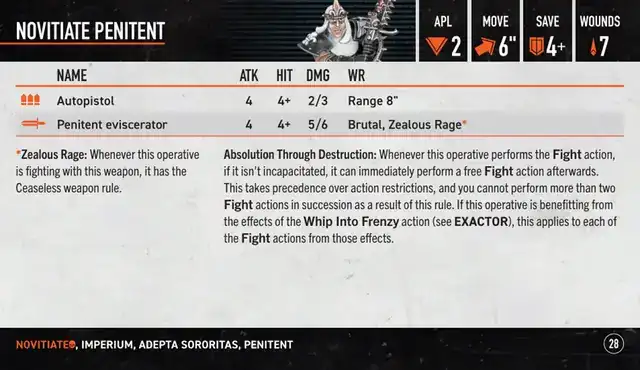 NOVITIATE PENITENT
APL MOVE SAVE WOUNDS
2 6" 4+ 7
NAME ATK HIT DMG WR
Autopistol 4 4+ 2/3 Range 8"
Penitent eviscerator 4 4+ 5/6 Brutal, Zealous Rage*
*Zealous Rage: Whenever this operative
is fighting with this weapon, it has the
Ceaseless weapon rule.
Absolution Through Destruction: Whenever this operative performs the Fight action,
if it isn't incapacitated, it can immediately perform a free Fight action afterwards.
This takes precedence over action restrictions, and you cannot perform more than two
Fight actions in succession as a result of this rule. If this operative is benefitting from
the effects of the Whip Into Frenzy action (see EXACTOR), this applies to each of
the Fight actions from those effects.
NOVITIATE, IMPERIUM, ADEPTA SORORITAS, PENITENT
28